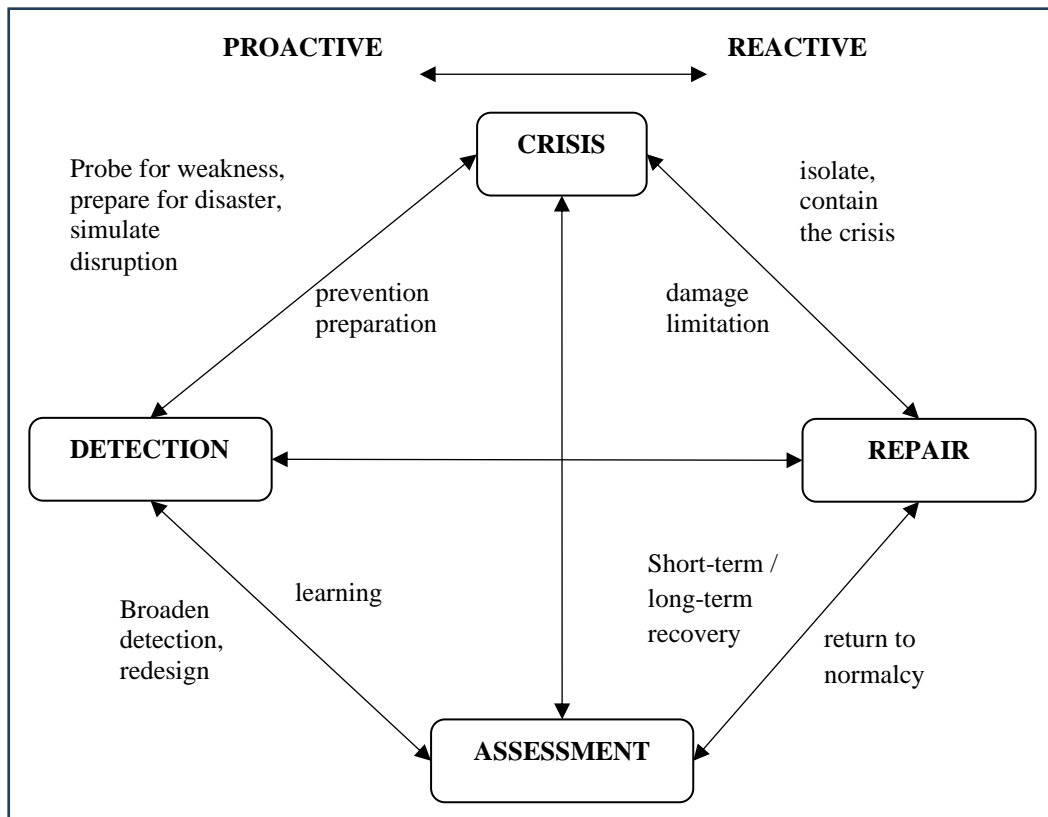 PROACTIVE
REACTIVE
CRISIS
Probe for weakness,
prepare for disaster,
simulate
disruption
isolate,
contain
the crisis
prevention
preparation
damage
limitation
DETECTION
REPAIR
Broaden
detection,
redesign
learning
Short-term /
long-term
recovery
return to
normalcy
ASSESSMENT